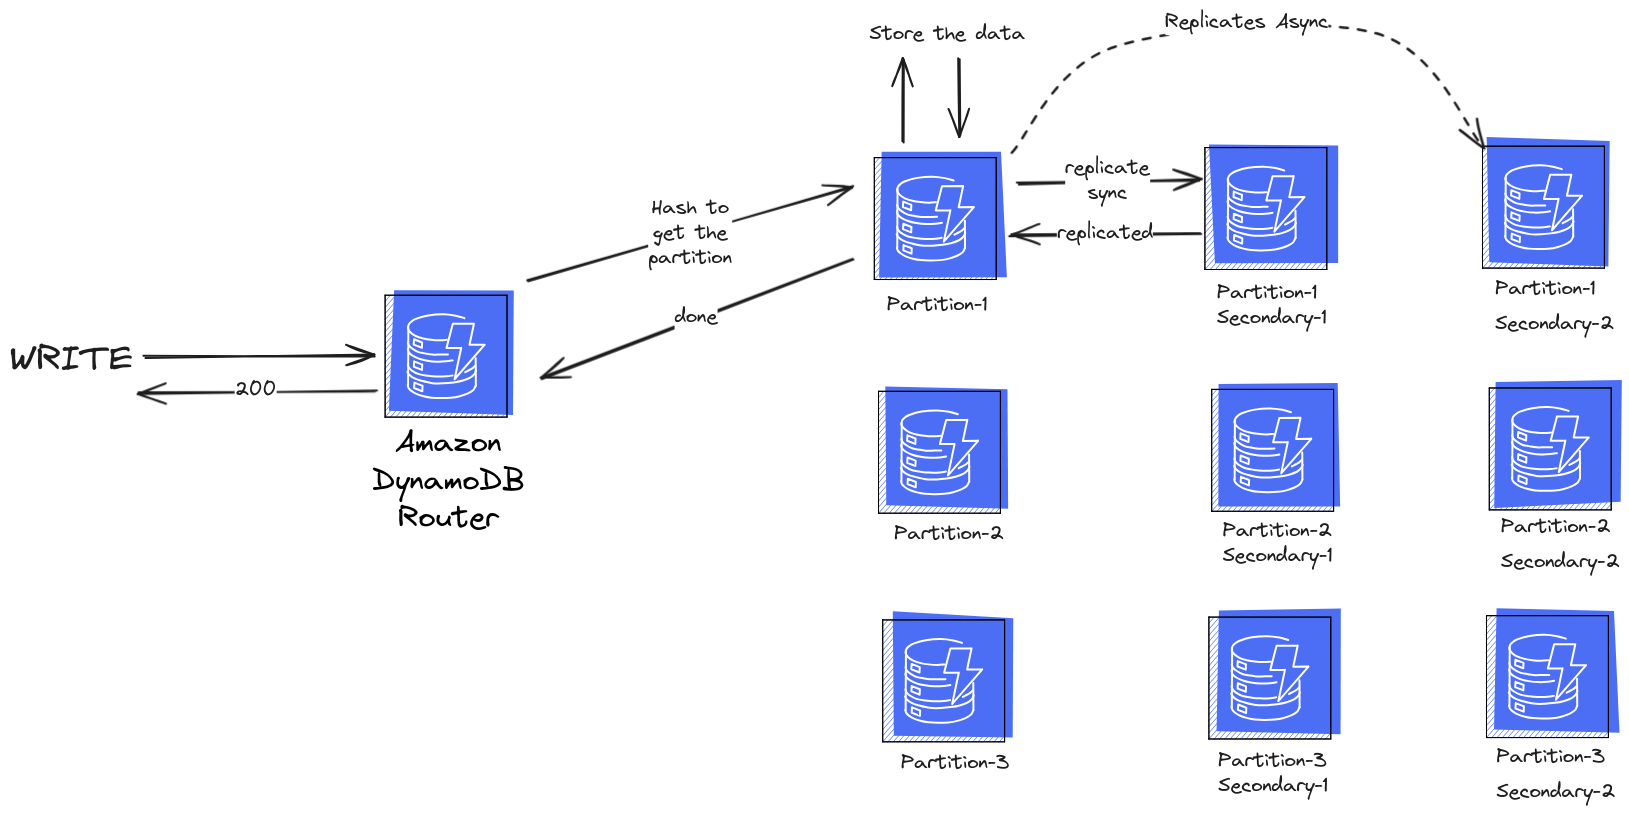 Store the data
Replicates Async.
replicate
sync
replicated
Hash to
get the
partition
done
WRITE
200
Amazon
DynamoDB
Router
Partition-1
Partition-1
Secondary-1
Partition-1
Secondary-2
Partition-2
Partition-2
Secondary-1
Partition-2
Secondary-2
Partition-3
Partition-3
Secondary-1
Partition-3
Secondary-2